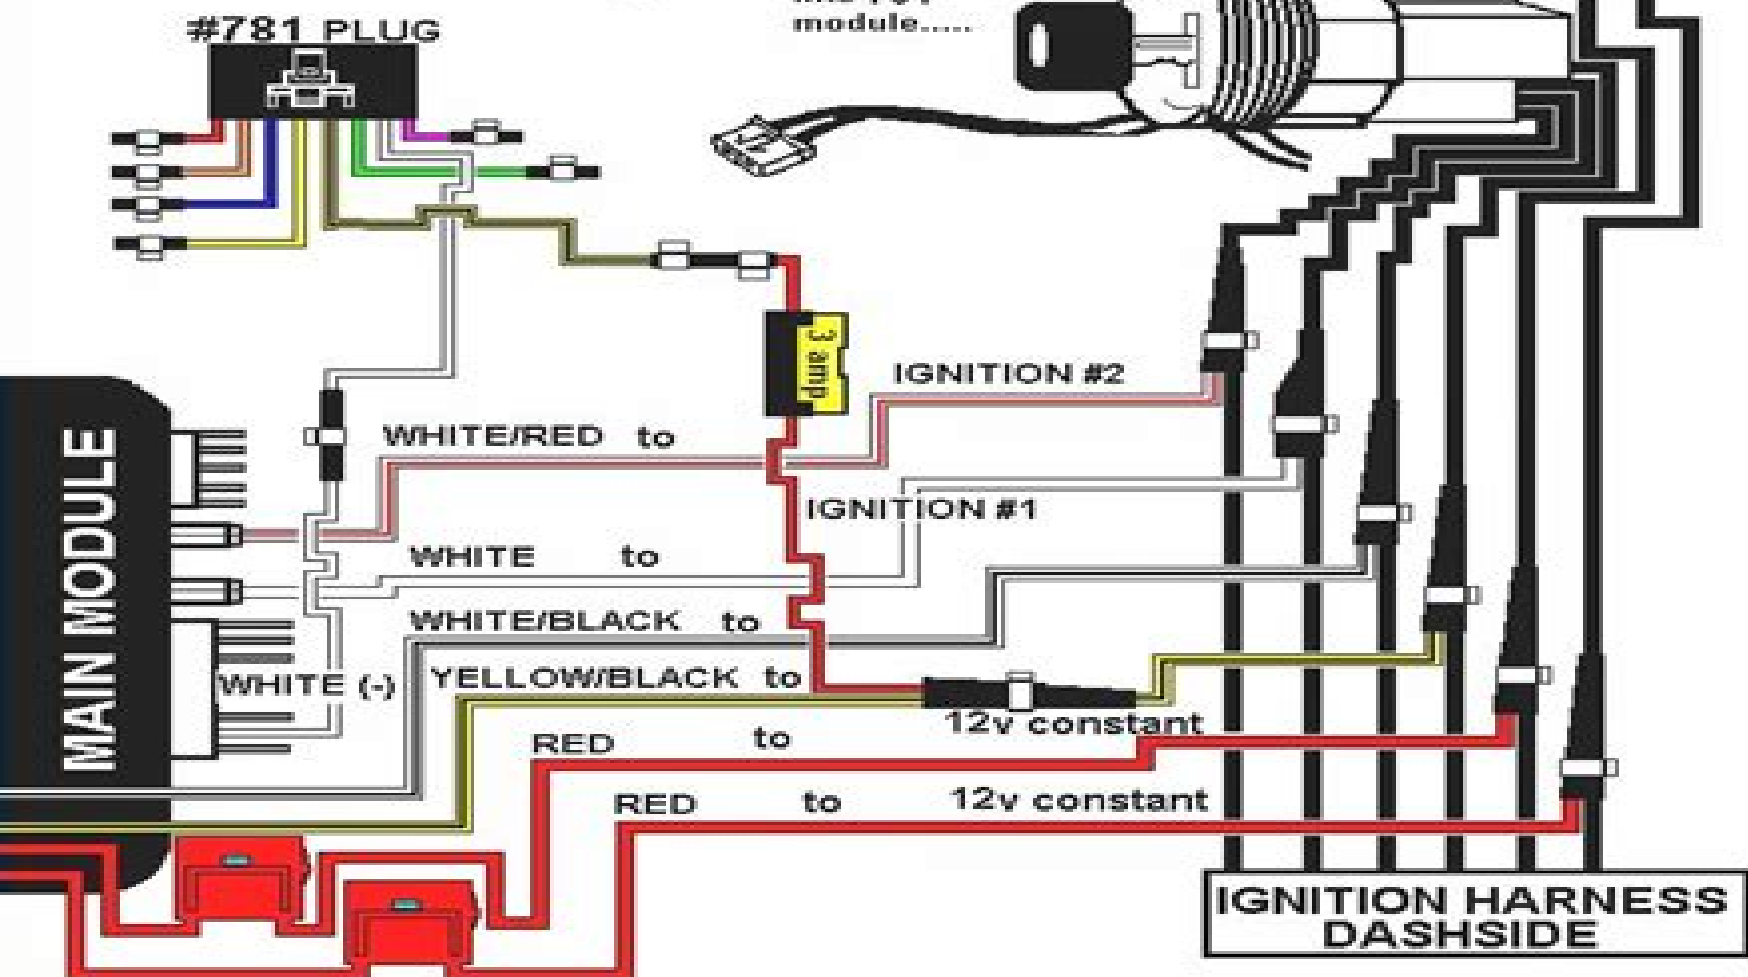 module.....
#781 PLUG
3 amp
IGNITION #2
WHITE/RED to
IGNITION #1
WHITE to
WHITE/BLACK to
WHITE (-)
YELLOW/BLACK to
12v constant
RED to
RED to 12v constant
MAIN MODULE
IGNITION HARNESS
DASHSIDE